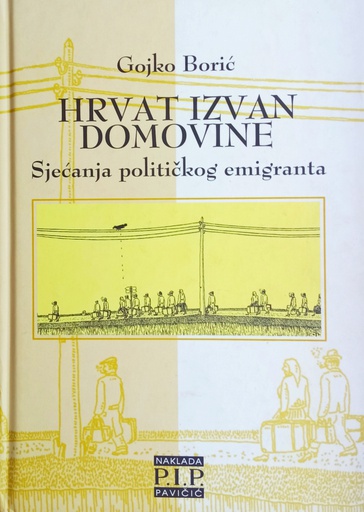 Gojko Borić
HRVAT IZVAN
DOMOVINE
Sjećanja političkog emigranta
NAKLADA
P.I.P.
PAVIČIĆ